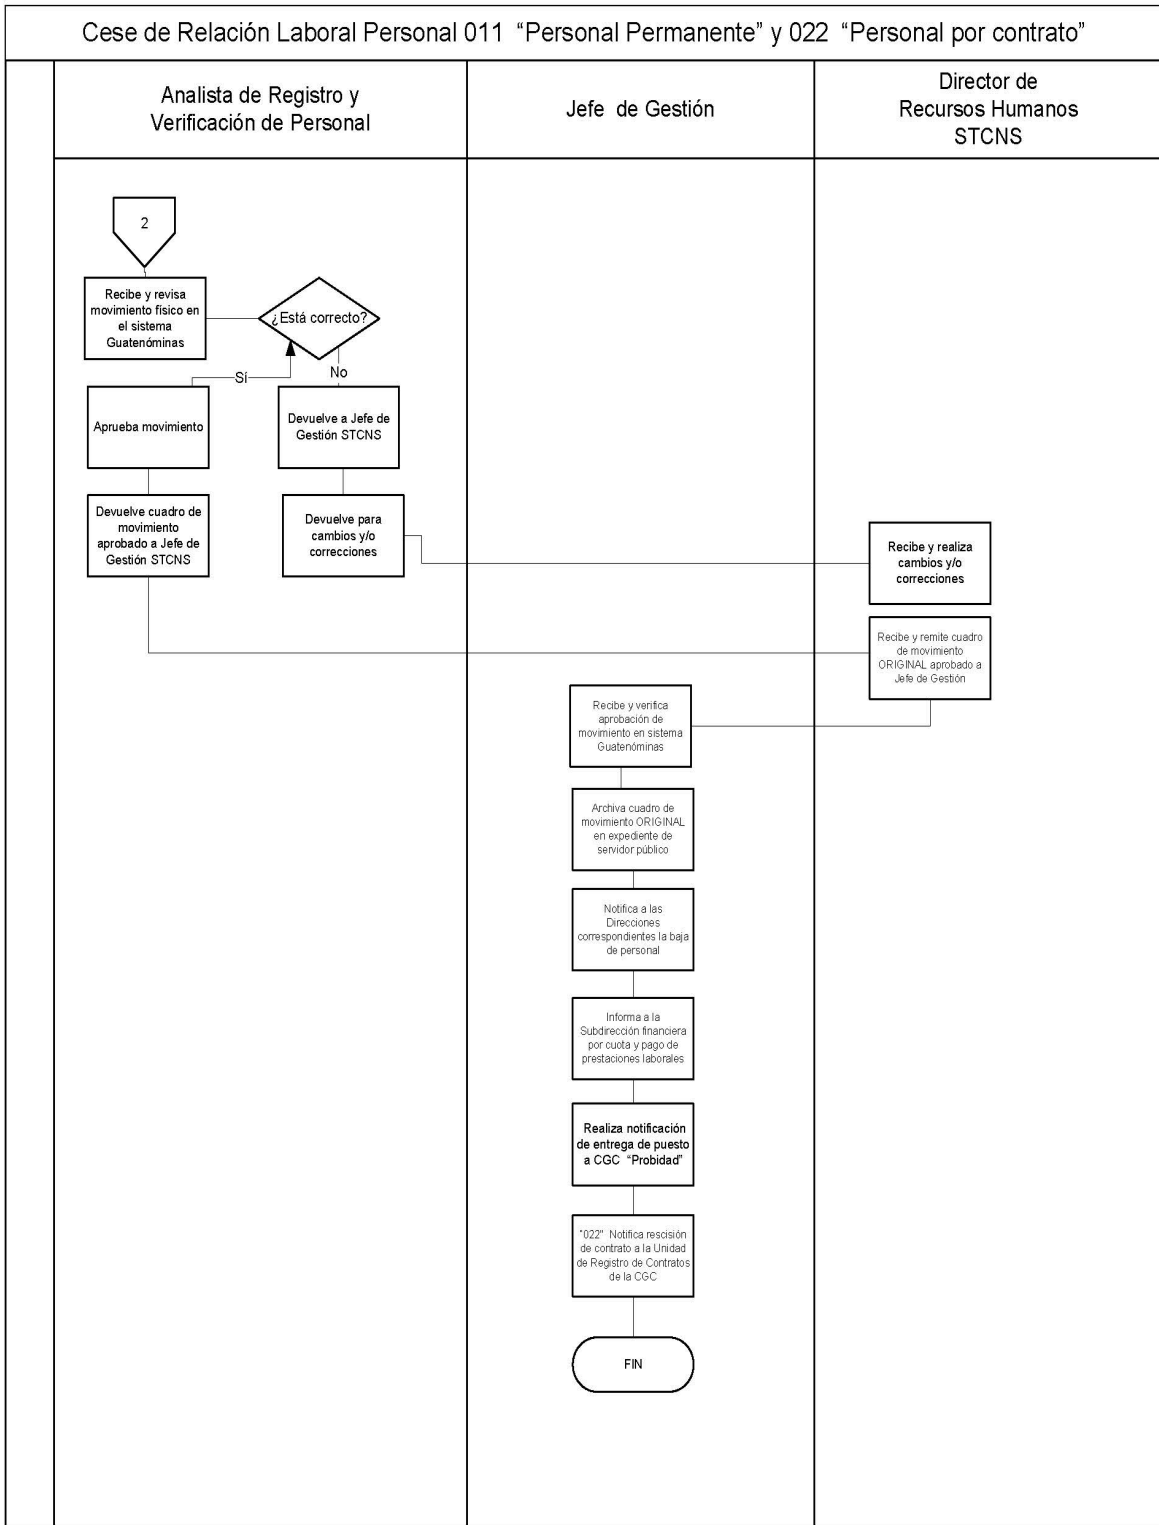 Cese de Relación Laboral Personal 011 “Personal Permanente” y 022 “Personal por contrato”
Analista de Registro y
Verificación de Personal
Jefe de Gestión
Director de
Recursos Humanos
STCNS
2
Recibe y revisa
movimiento físico en
el sistema
Guatenóminas
¿Está correcto?
Sí
No
Aprueba movimiento
Devuelve a Jefe de
Gestión STCNS
Devuelve cuadro de
movimiento
aprobado a Jefe de
Gestión STCNS
Devuelve para
cambios y/o
correcciones
Recibe y realiza
cambios y/o
correcciones
Recibe y remite cuadro
de movimiento
ORIGINAL aprobado a
Jefe de Gestión
Recibe y verifica
aprobación de
movimiento en sistema
Guatenóminas
Archiva cuadro de
movimiento ORIGINAL
en expediente de
servidor público
Notifica a las
Direcciones
correspondientes la baja
de personal
Informa a la
Subdirección financiera
por cuota y pago de
prestaciones laborales
Realiza notificación
de entrega de puesto
a CGC “Probidad”
"022" Notifica rescisión
de contrato a la Unidad
de Registro de Contratos
de la CGC
FIN